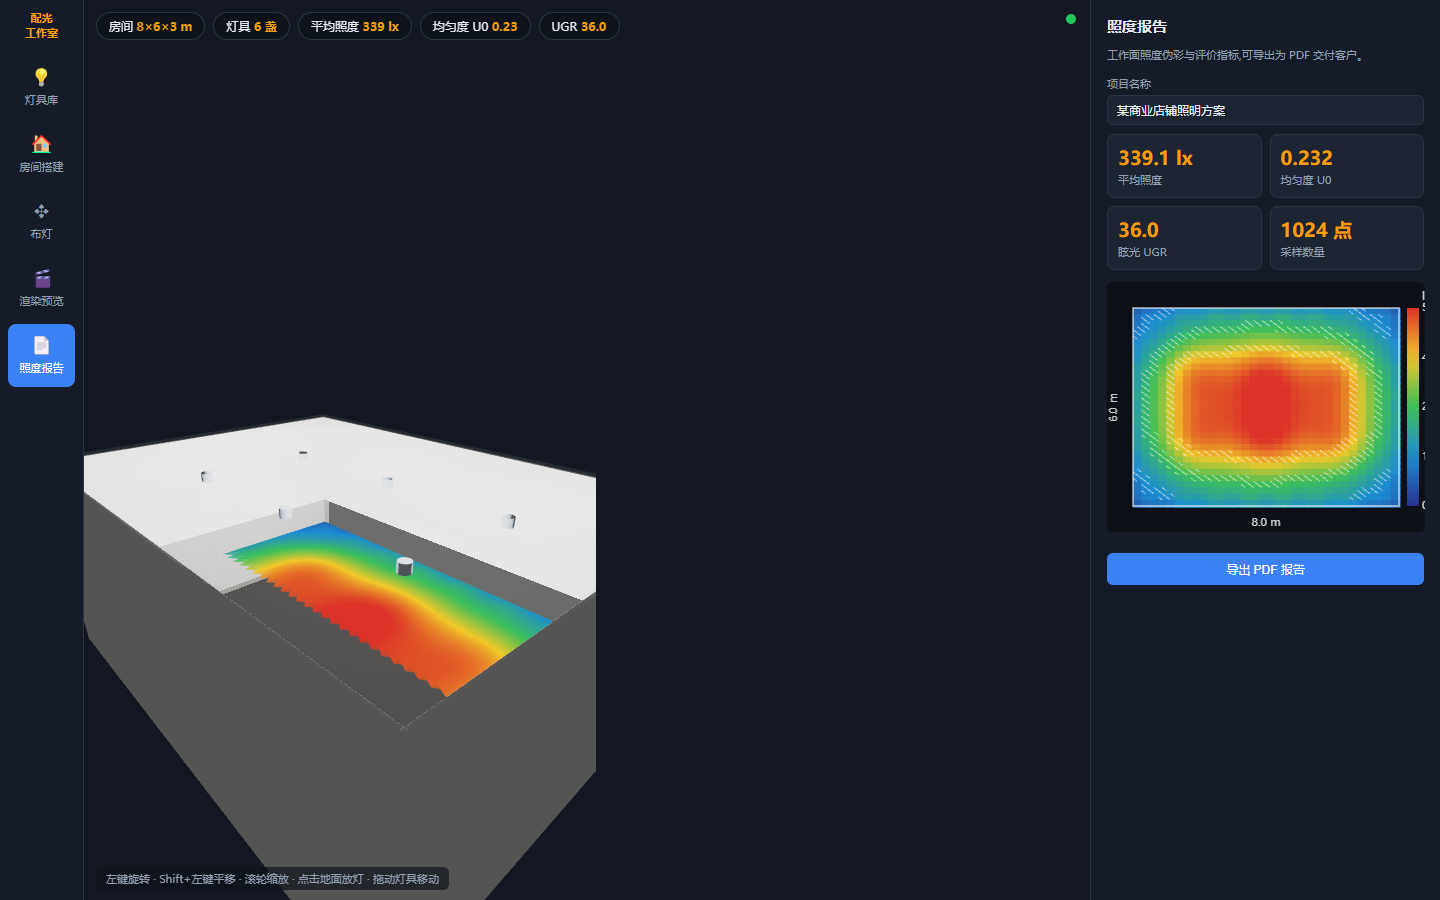 配光
工作室
灯具库
房间搭建
布灯
渲染预览
照度报告
房间 8×6×3 m
灯具 6 盏
平均照度 339 lx
均匀度 U0 0.23
UGR 36.0
左键旋转 · Shift+左键平移 · 滚轮缩放 · 点击地面放灯 · 拖动灯具移动
照度报告
工作面照度伪彩与评价指标,可导出为 PDF 交付客户。
项目名称
某商业店铺照明方案
339.1 lx
平均照度
0.232
均匀度 U0
36.0
眩光 UGR
1024 点
采样数量
6.0 m
8.0 m
导出 PDF 报告